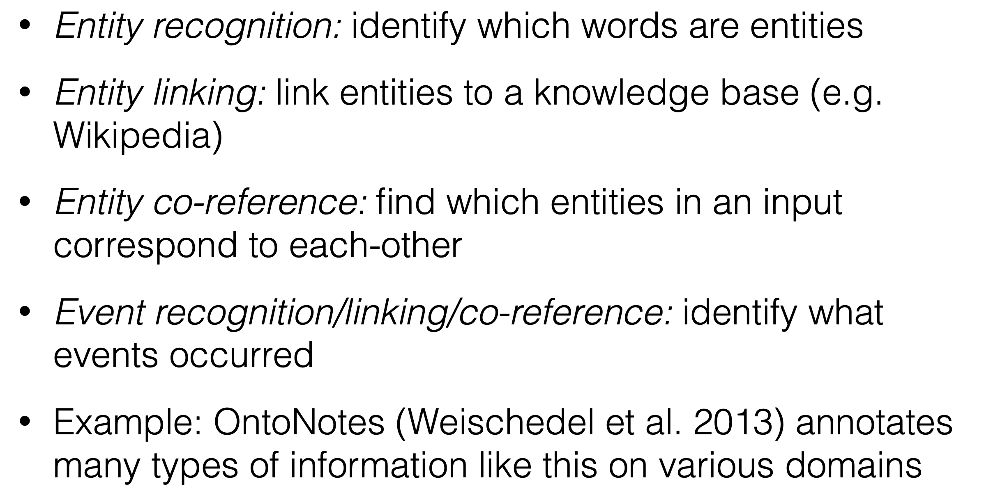 • Entity recognition: identify which words are entities
• Entity linking: link entities to a knowledge base (e.g.
Wikipedia)
• Entity co-reference: find which entities in an input
correspond to each-other
• Event recognition/linking/co-reference: identify what
events occurred
• Example: OntoNotes (Weischedel et al. 2013) annotates
many types of information like this on various domains